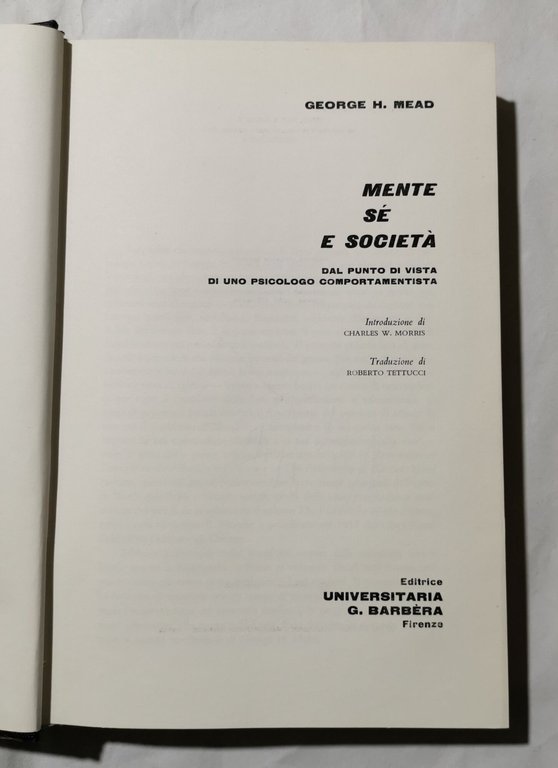 GEORGE H. MEAD
MENTE
SÉ
E SOCIETÀ
DAL PUNTO DI VISTA
DI UNO PSICOLOGO COMPORTAMENTISTA
Introduzione di
CHARLES W. MORRIS
Traduzione di
ROBERTO TETTUCCI
Editrice
UNIVERSITARIA
G. BARBÈRA
Firenze